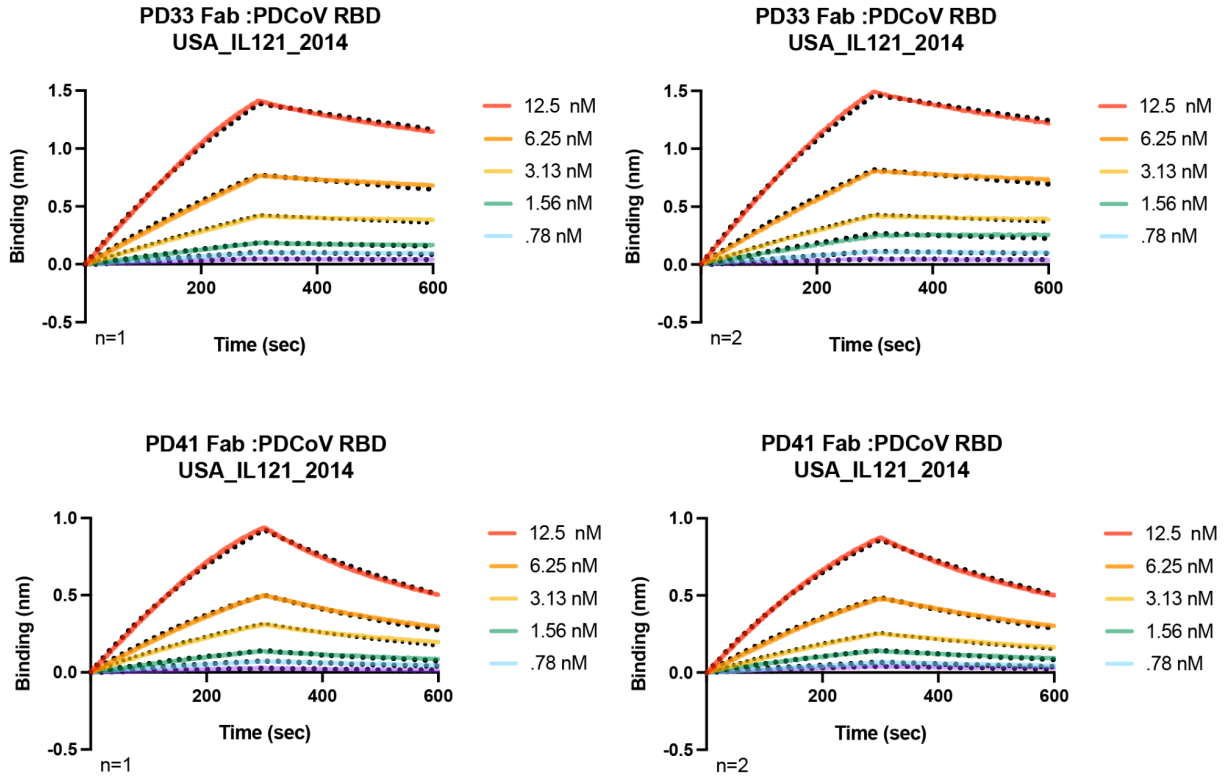 PD33 Fab :PDCoV RBD
USA_IL121_2014
1.5
1.0
0.5
0.0
-0.5
Binding (nm)
200
400
600
Time (sec)
n=1
12.5 nM
6.25 nM
3.13 nM
1.56 nM
.78 nM
PD33 Fab :PDCoV RBD
USA_IL121_2014
1.5
1.0
0.5
0.0
-0.5
Binding (nm)
200
400
600
Time (sec)
n=2
12.5 nM
6.25 nM
3.13 nM
1.56 nM
.78 nM
PD41 Fab :PDCoV RBD
USA_IL121_2014
1.0
0.5
0.0
-0.5
Binding (nm)
200
400
600
Time (sec)
n=1
12.5 nM
6.25 nM
3.13 nM
1.56 nM
.78 nM
PD41 Fab :PDCoV RBD
USA_IL121_2014
1.0
0.5
0.0
-0.5
Binding (nm)
200
400
600
Time (sec)
n=2
12.5 nM
6.25 nM
3.13 nM
1.56 nM
.78 nM